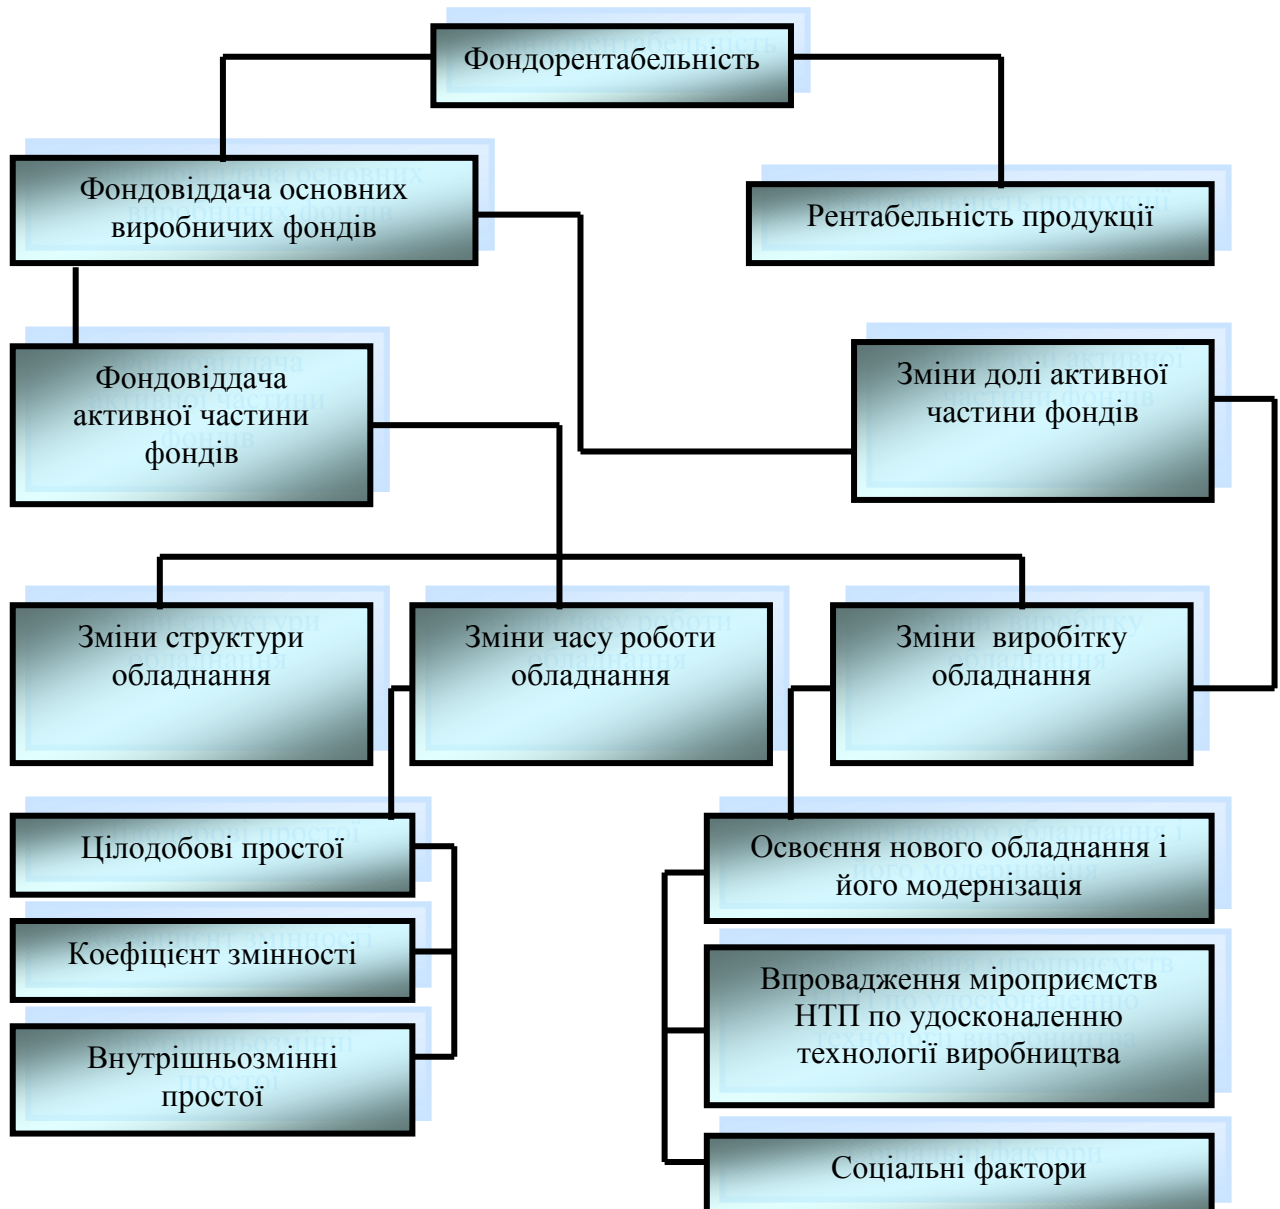 Фондорентабельність
Фондовіддача основних
виробничих фондів
Рентабельність продукції
Фондовіддача
активної частини
фондів
Зміни долі активної
частини фондів
Зміни структури
обладнання
Зміни часу роботи
обладнання
Зміни виробітку
обладнання
Цілодобові простої
Коефіцієнт змінності
Внутрішньозмінні
простої
Освоєння нового обладнання і
його модернізація
Впровадження міроприємств
НТП по удосконаленню
технології виробництва
Соціальні фактори